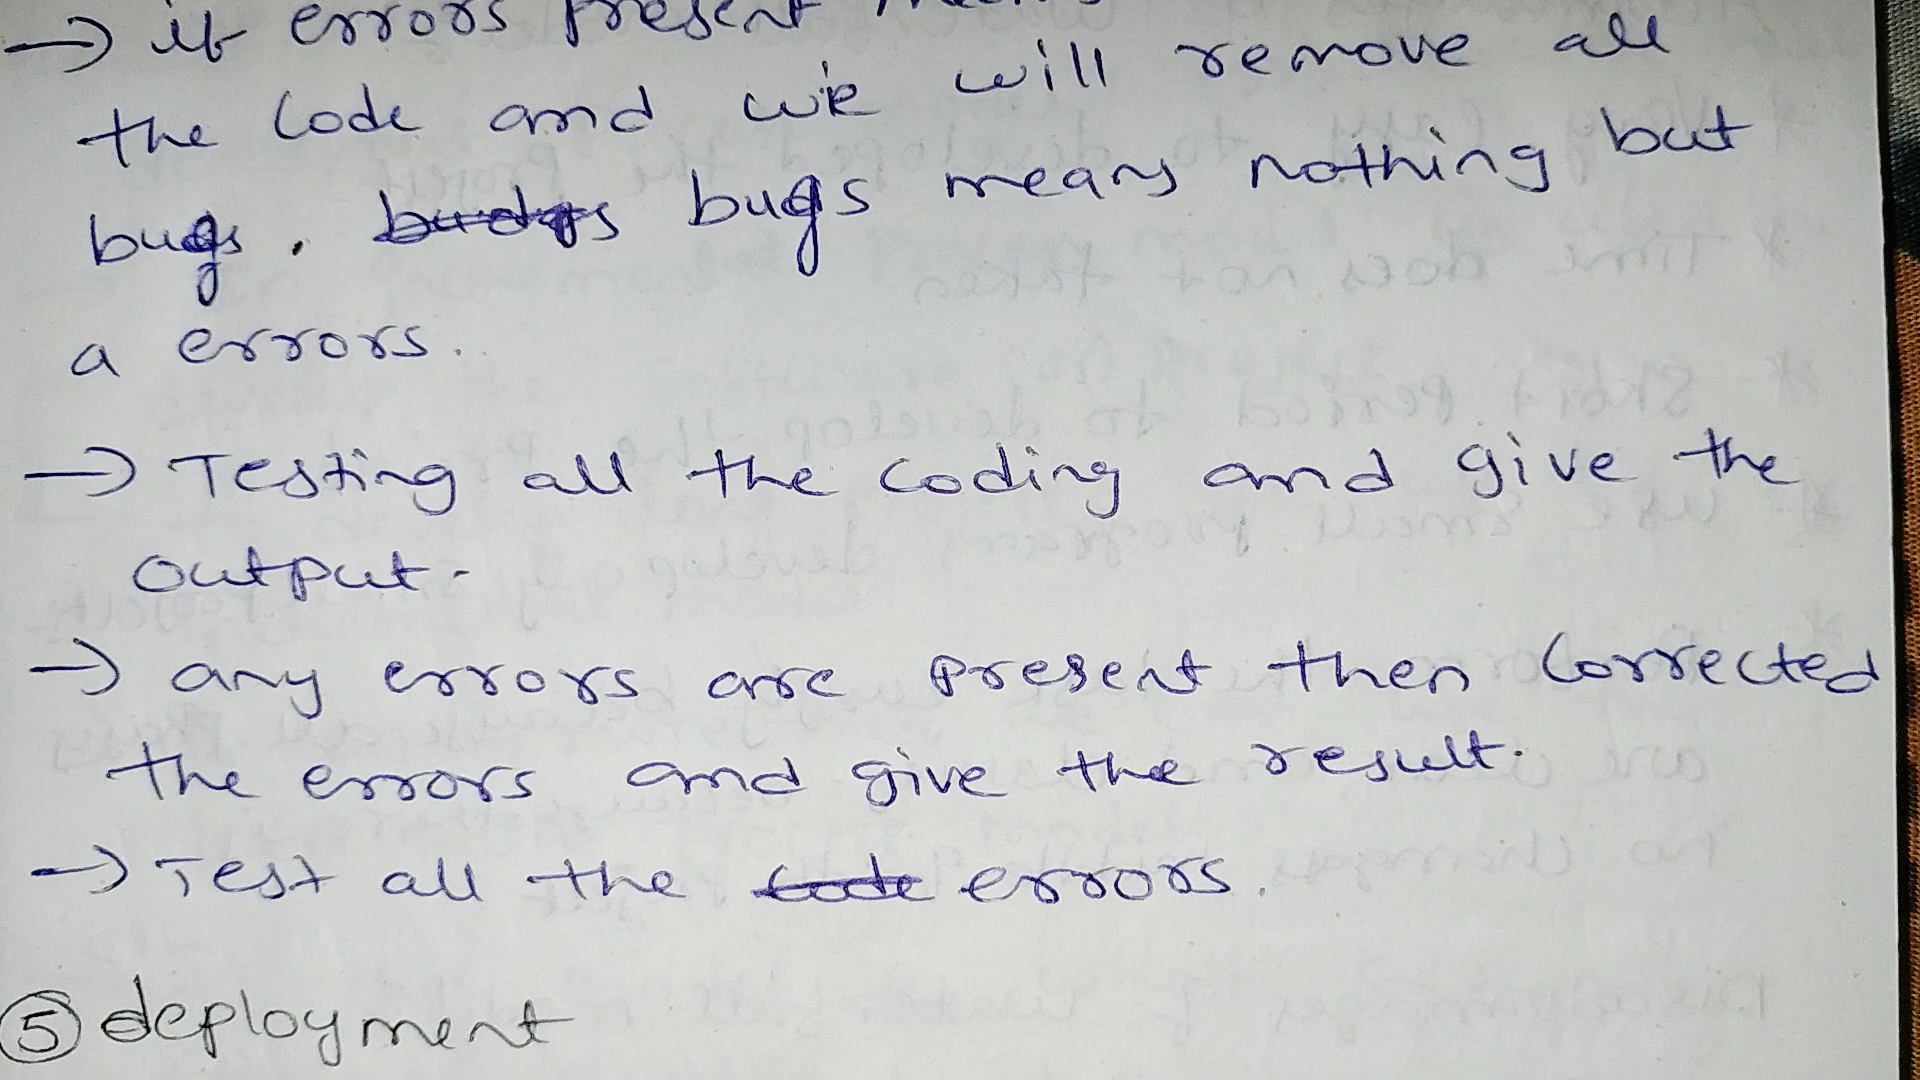 → if errors present means
the code and we will remove all
bugs. bugs means nothing but
a errors.
→ Testing all the coding and give the
output.
→ any errors are present then corrected
the errors and give the result.
→ Test all the code errors.
⑤ deployment